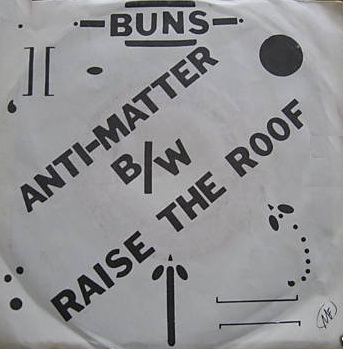 BUNS
ANTI-MATTER
B/W
RAISE THE ROOF